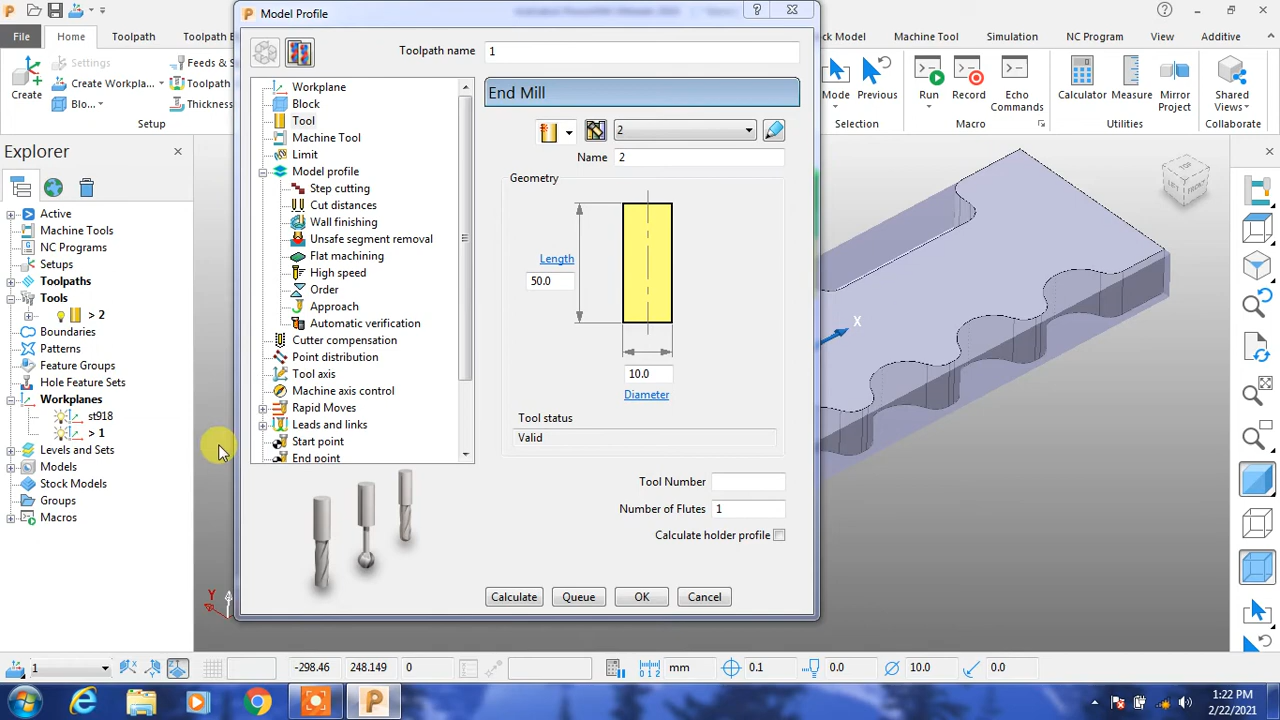 Model Profile
File
Home
Toolpath
Toolpath E
ck Model
Machine Tool
Simulation
NC Program
View
Additive
Create
Settings
Create Workpla...
Blo...
Feeds & S
Toolpath
Thickness
Setup
Mode
Previous
Selection
Run
Record
Echo
Commands
Macro
Calculator
Measure
Mirror
Project
Utilities
Shared
Views
Collaborate
Toolpath name
1
Explorer
Active
Machine Tools
NC Programs
Setups
Toolpaths
Tools
> 2
Boundaries
Patterns
Feature Groups
Hole Feature Sets
Workplanes
st918
> 1
Levels and Sets
Models
Stock Models
Groups
Macros
Workplane
Block
Tool
Machine Tool
Limit
Model profile
Step cutting
Cut distances
Wall finishing
Unsafe segment removal
Flat machining
High speed
Order
Approach
Automatic verification
Cutter compensation
Point distribution
Tool axis
Machine axis control
Rapid Moves
Leads and links
Start point
End point
End Mill
2
Name
2
Geometry
Length
50.0
10.0
Diameter
Tool status
Valid
Tool Number
Number of Flutes
1
Calculate holder profile
Calculate
Queue
OK
Cancel
X
LEFT
FRONT
Y
1
-298.46
248.149
0
mm
0.1
0.0
10.0
0.0
1:22 PM
2/22/2021